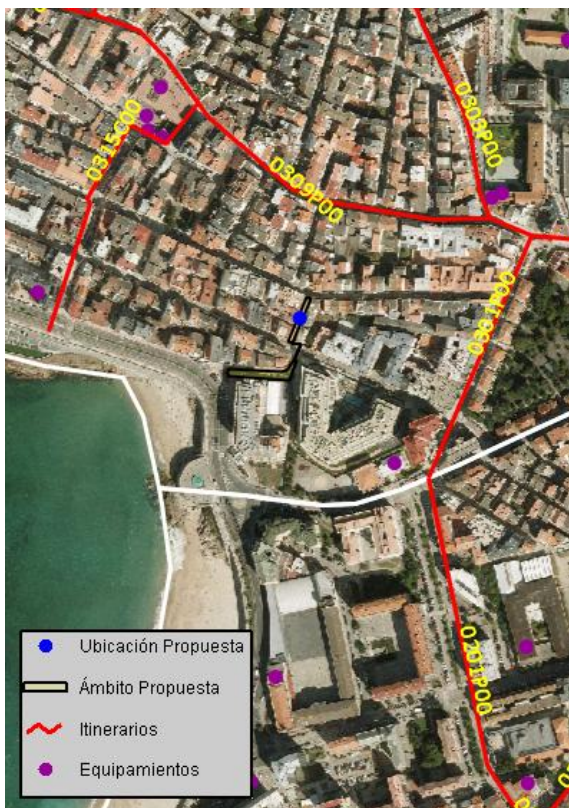 0303P00
0315C00
0309P00
0301P00
0201P00
Ubicación Propuesta
Ámbito Propuesta
Itinerarios
Equipamientos